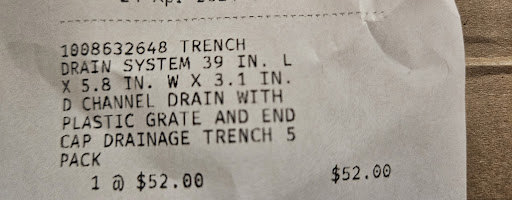 1008632648 TRENCH
DRAIN SYSTEM 39 IN. L
X 5.8 IN. W X 3.1 IN.
D CHANNEL DRAIN WITH
PLASTIC GRATE AND END
CAP DRAINAGE TRENCH 5
PACK
1 @ $52.00 $52.00